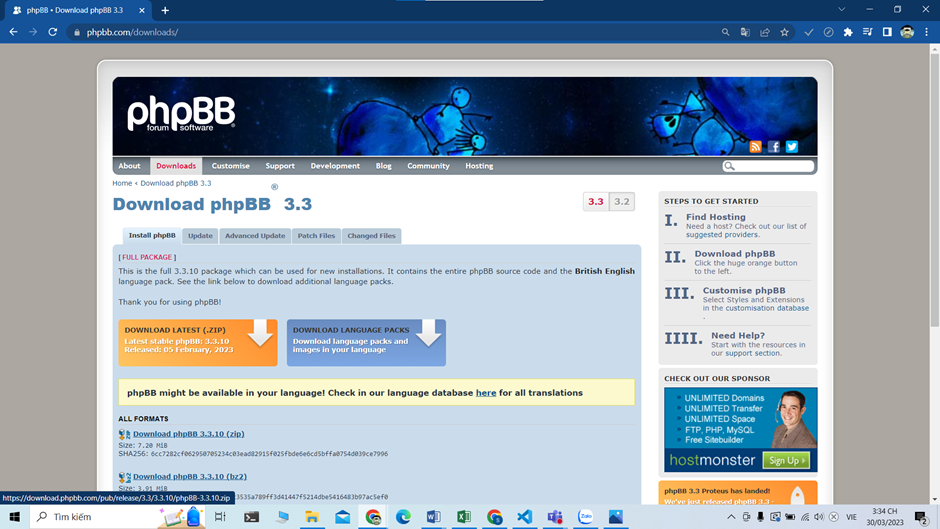 phpBB • Download phpBB 3.3
phpbb.com/downloads/
phpBB®
forum software
About Downloads Customise Support Development Blog Community Hosting
Home ‹ Download phpBB 3.3
Download phpBB® 3.3
3.3 3.2
Install phpBB Update Advanced Update Patch Files Changed Files
[ FULL PACKAGE ]
This is the full 3.3.10 package which can be used for new installations. It contains the entire phpBB source code and the British English
language pack. See the link below to download additional language packs.
Thank you for using phpBB!
DOWNLOAD LATEST (.ZIP)
Latest stable phpBB: 3.3.10
Released: 05 February, 2023
DOWNLOAD LANGUAGE PACKS
Download language packs and
images in your language
phpBB might be available in your language! Check in our language database here for all translations
ALL FORMATS
Download phpBB 3.3.10 (zip)
Size: 7.20 MiB
SHA256: 6cc7282cf062950705234c03ead82915f025fbde6e6cd5bffa0754d039ce7996
Download phpBB 3.3.10 (bz2)
Size: 3.91 MiB
3535a789ff3d41447f5214dbe5416483b97ac5ef0
STEPS TO GET STARTED
I. Find Hosting
Need a host? Check out our list of
suggested providers.
II. Download phpBB
Click the huge orange button
to the left.
III. Customise phpBB
Select Styles and Extensions
in the customisation database
.
IIII. Need Help?
Start with the resources in
our support section.
CHECK OUT OUR SPONSOR
UNLIMITED Domains
UNLIMITED Transfer
UNLIMITED Space
FTP, PHP, MySQL
Free Sitebuilder
hostmonster Sign Up
phpBB 3.3 Proteus has landed!
We've just released phpBB 3.3 -
https://download.phpbb.com/pub/release/3.3/3.3.10/phpBB-3.3.10.zip
Tìm kiếm
Zalo
VIE
3:34 CH
30/03/2023
2